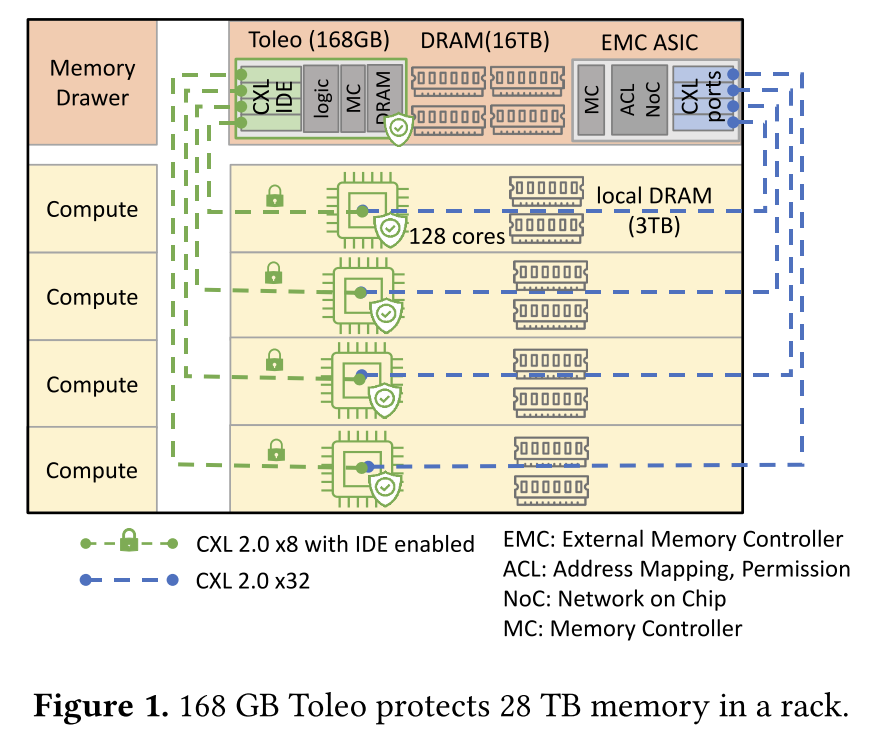 Memory
Drawer
Toleo (168GB)
DRAM(16TB)
EMC ASIC
CXL
IDE
logic
MC
DRAM
MC
ACL
NoC
CXL
ports
Compute
128 cores
local DRAM
(3TB)
Compute
Compute
Compute
CXL 2.0 x8 with IDE enabled
CXL 2.0 x32
EMC: External Memory Controller
ACL: Address Mapping, Permission
NoC: Network on Chip
MC: Memory Controller
Figure 1. 168 GB Toleo protects 28 TB memory in a rack.